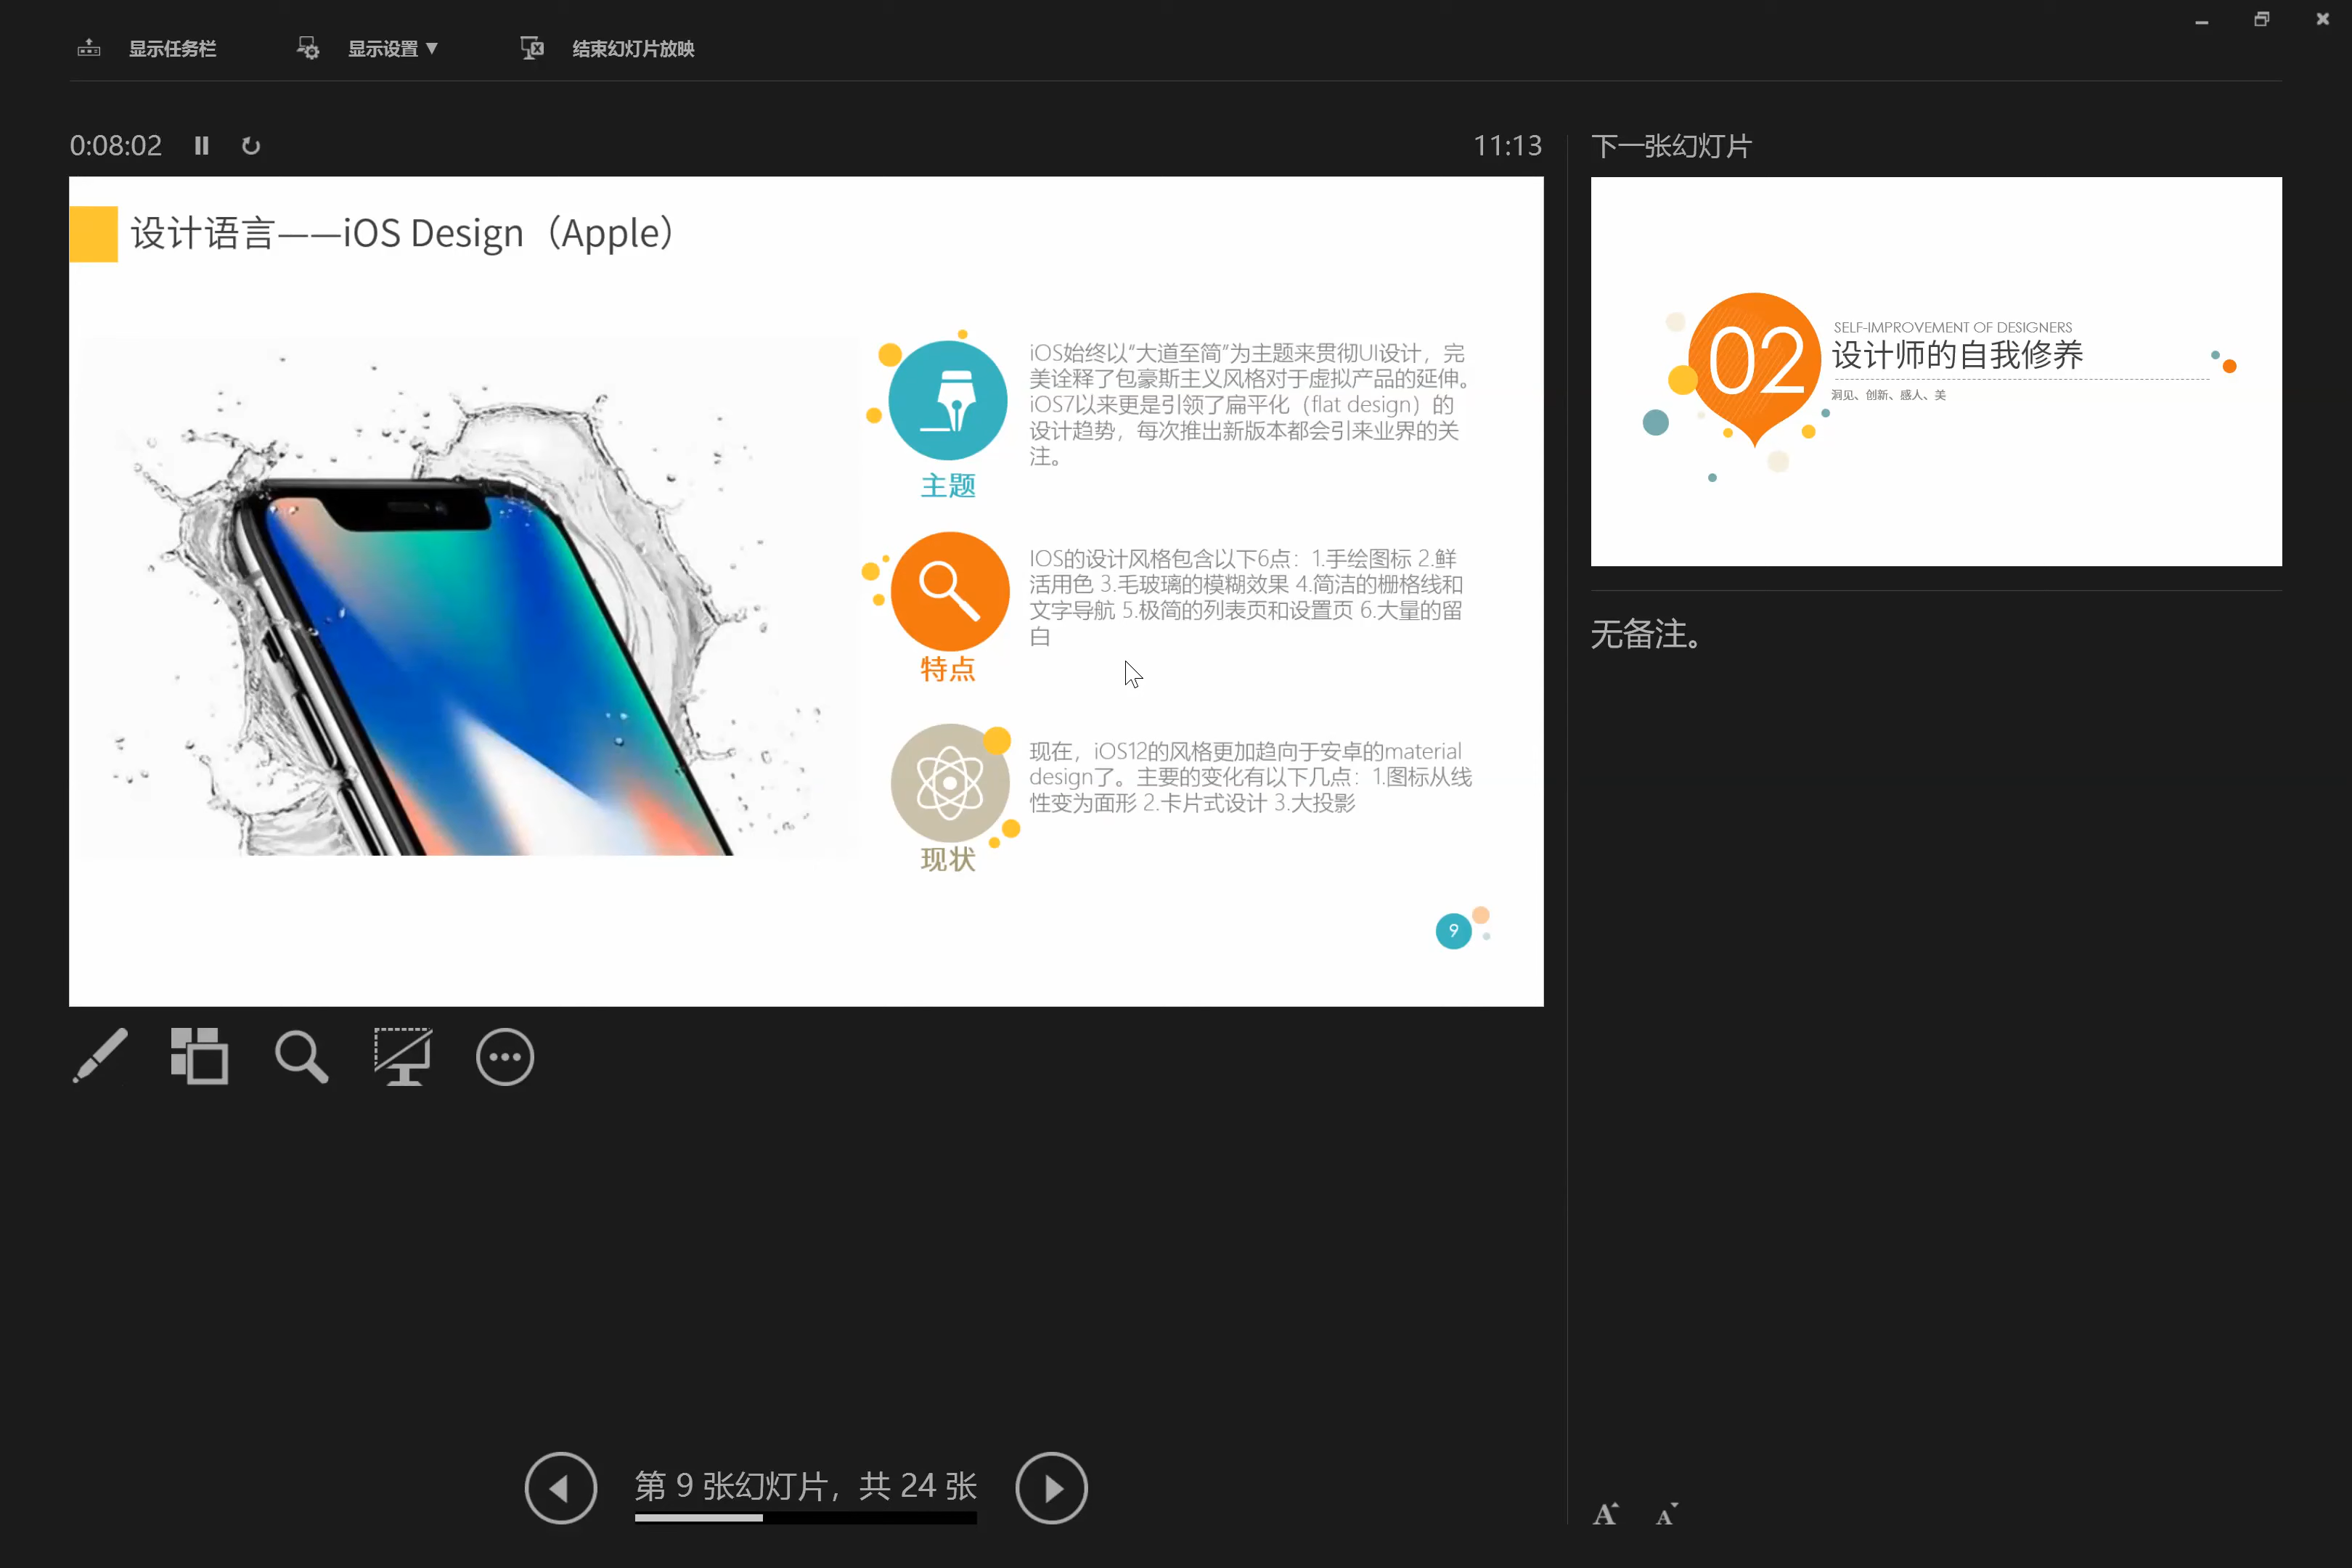 显示任务栏
显示设置 ▼
结束幻灯片放映
0:08:02
11:13
设计语言——iOS Design（Apple）
iOS始终以“大道至简”为主题来贯彻UI设计，完
美诠释了包豪斯主义风格对于虚拟产品的延伸。
iOS7以来更是引领了扁平化（flat design）的
设计趋势，每次推出新版本都会引来业界的关
注。
主题
IOS的设计风格包含以下6点：1.手绘图标 2.鲜
活用色 3.毛玻璃的模糊效果 4.简洁的栅格线和
文字导航 5.极简的列表页和设置页 6.大量的留
白
特点
现在，iOS12的风格更加趋向于安卓的material
design了。主要的变化有以下几点：1.图标从线
性变为面形 2.卡片式设计 3.大投影
现状
9
第 9 张幻灯片，共 24 张
下一张幻灯片
02
SELF-IMPROVEMENT OF DESIGNERS
设计师的自我修养
洞见、创新、感人、美
无备注。
A
A